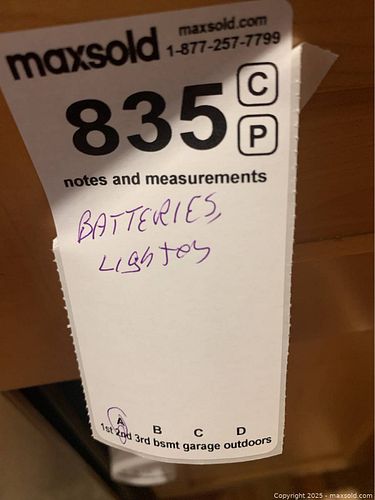 maxsold
maxsold.com
1-877-257-7799
835
C
P
notes and measurements
BATTERIES,
Lighters
A B C D
1st 2nd 3rd bsmt garage outdoors
Copyright 2025 - maxsold.com